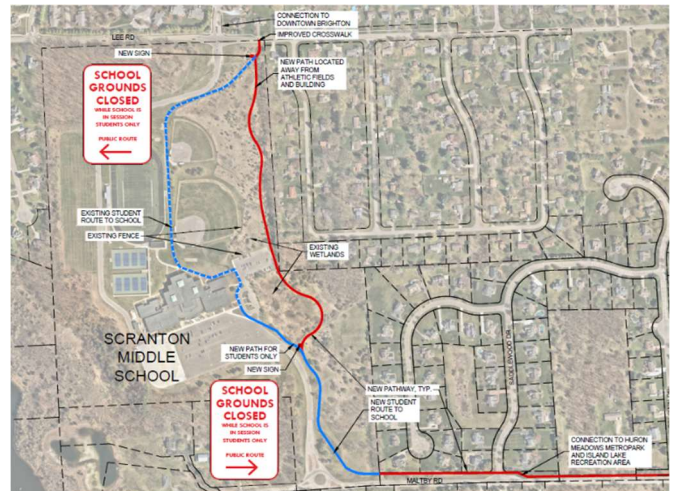 CONNECTION TO
DOWNTOWN BRIGHTON
LEE RD
IMPROVED CROSSWALK
NEW SIGN
NEW PATH LOCATED
AWAY FROM
ATHLETIC FIELDS
AND BUILDING
SCHOOL
GROUNDS
CLOSED
WHILE SCHOOL IS
IN SESSION
STUDENTS ONLY
PUBLIC ROUTE
EXISTING STUDENT
ROUTE TO SCHOOL
EXISTING FENCE
EXISTING
WETLANDS
SCRANTON
MIDDLE
SCHOOL
NEW PATH FOR
STUDENTS ONLY
NEW SIGN
SCHOOL
GROUNDS
CLOSED
WHILE SCHOOL
IS IN SESSION
STUDENTS ONLY
PUBLIC ROUTE
NEW PATHWAY, TYP.
NEW STUDENT
ROUTE TO
SCHOOL
SADDLEWOOD DR
CONNECTION TO HURON
MEADOWS METROPARK
AND ISLAND LAKE
RECREATION AREA
MALTBY RD